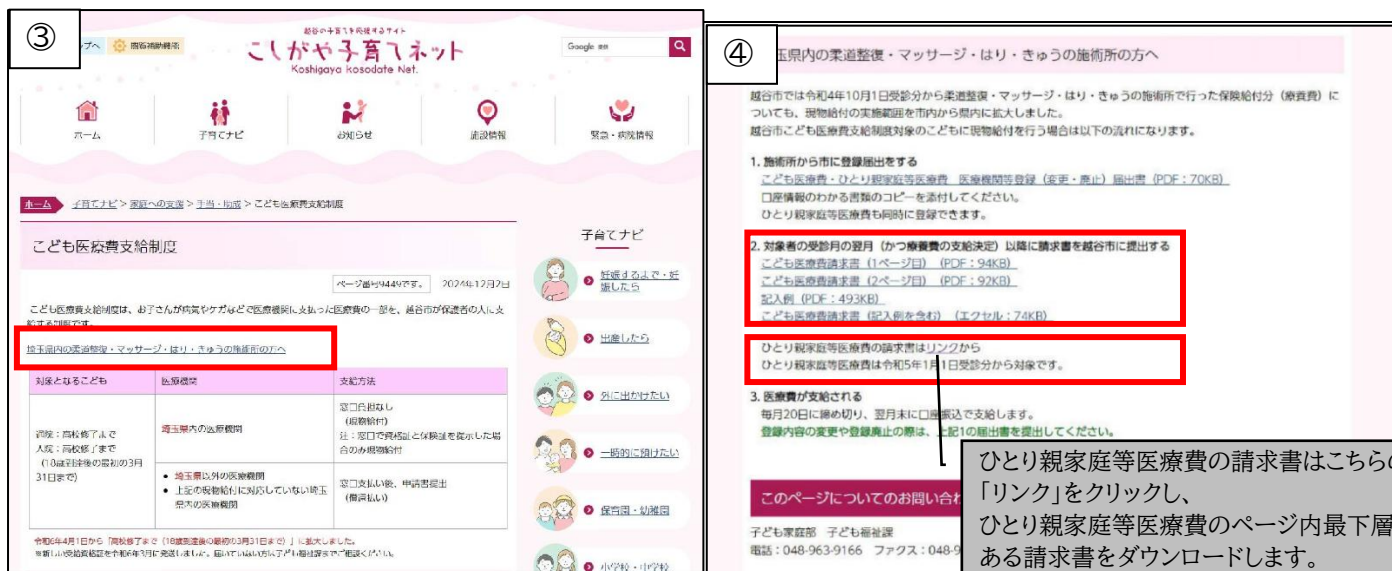 ③
越谷の子育てを応援するサイト
こしがや子育てネット
Koshigaya Kosodate Net.
ホーム
子育てナビ
お知らせ
施設情報
緊急・病院情報
ホーム 子育てナビ > 家庭への支援 > 手当・助成 > こども医療費支給制度
こども医療費支給制度
ページ番号9449です。 2024年12月2日
こども医療費支給制度は、お子さんが病気やケガなどで医療機関に支払った医療費の一部を、越谷市が保護者の人に支給する制度です。
埼玉県内の柔道整復・マッサージ・はり・きゅうの施術所の方へ
対象となるこども 医療機関 支給方法
通院：高校修了まで
入院：高校修了まで
（18歳到達後の最初の3月
31日まで）
埼玉県内の医療機関
窓口負担なし
（現物給付）
注：窓口で資格証と保険証を提示した場
合のみ現物給付
埼玉県以外の医療機関
上記の現物給付に対応していない埼玉
県内の医療機関
窓口支払い後、申請書提出
（償還払い）
令和6年4月1日から「高校修了まで（18歳到達後の最初の3月31日まで）」に拡大しました。
子育てナビ
妊娠するまで・妊
娠したら
出産したら
外に出かけたい
一時的に預けたい
保育園・幼稚園
小学校・中学校
④
玉県内の柔道整復・マッサージ・はり・きゅうの施術所の方へ
越谷市では令和4年10月1日受診分から柔道整復・マッサージ・はり・きゅうの施術所で行った保険給付分（療養費）に
ついても、現物給付の実施範囲を市内から県内に拡大しました。
越谷市こども医療費支給制度対象のこどもに現物給付を行う場合は以下の流れになります。
1. 施術所から市に登録届出をする
こども医療費・ひとり親家庭等医療費 医療機関等登録（変更・廃止）届出書（PDF：70KB）
口座情報のわかる書類のコピーを添付してください。
ひとり親家庭等医療費も同時に登録できます。
2. 対象者の受診月の翌月（かつ療養費の支給決定）以降に請求書を越谷市に提出する
こども医療費請求書（1ページ目）（PDF：94KB）
こども医療費請求書（2ページ目）（PDF：92KB）
記入例（PDF：493KB）
こども医療費請求書（記入例を含む）（エクセル：74KB）
ひとり親家庭等医療費の請求書はリンクから
ひとり親家庭等医療費は令和5年1月1日受診分から対象です。
3. 医療費が支給される
毎月20日に締め切り、翌月末に口座振込で支給します。
登録内容の変更や登録廃止の際は、上記1の届出書を提出してください。
このページについてのお問い合わ
子ども家庭部 子ども福祉課
電話：048-963-9166 ファクス：048-9
ひとり親家庭等医療費の請求書はこちらの
「リンク」をクリックし、
ひとり親家庭等医療費のページ内最下層
ある請求書をダウンロードします。